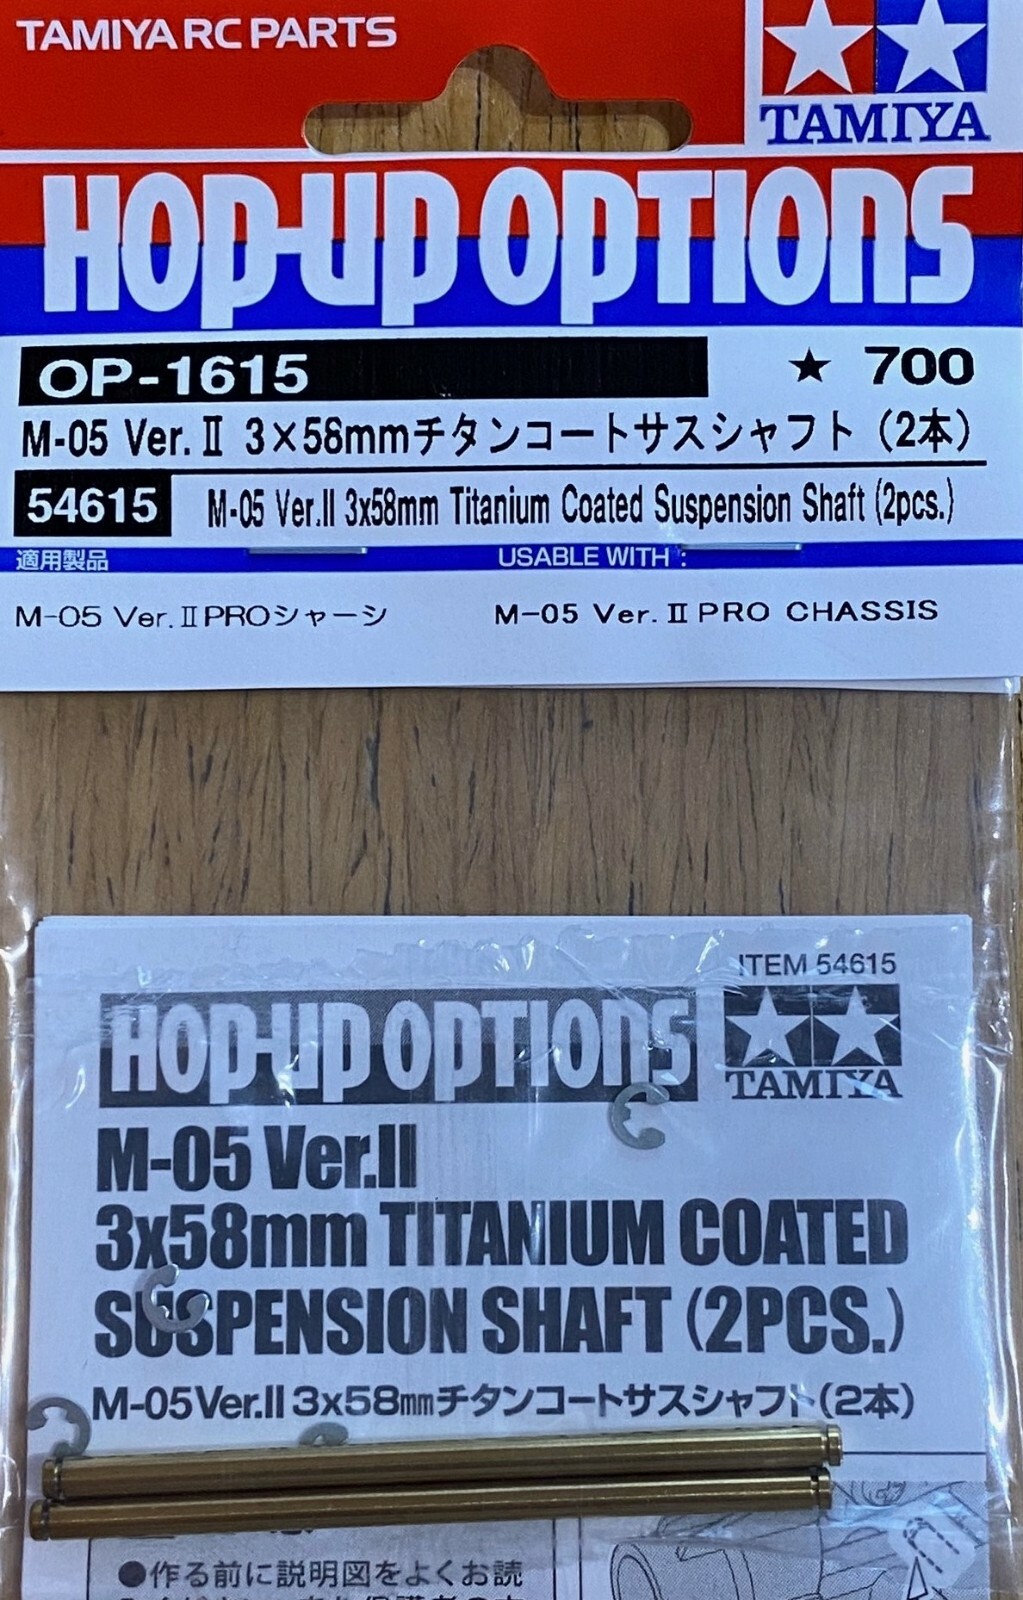 TAMIYA RC PARTS
TAMIYA
HOP-UP OPTIONS
OP-1615
★ 700
M-05 Ver.Ⅱ 3×58mmチタンコートサスシャフト(2本)
54615
M-05 Ver.II 3x58mm Titanium Coated Suspension Shaft (2pcs.)
適用製品
USABLE WITH :
M-05 Ver.ⅡPROシャーシ
M-05 Ver.Ⅱ PRO CHASSIS
ITEM 54615
HOP-UP OPTIONS
TAMIYA
M-05 Ver.II
3x58mm TITANIUM COATED
SUSPENSION SHAFT (2PCS.)
M-05Ver.II 3x58mmチタンコートサスシャフト(2本)
●作る前に説明図をよくお読